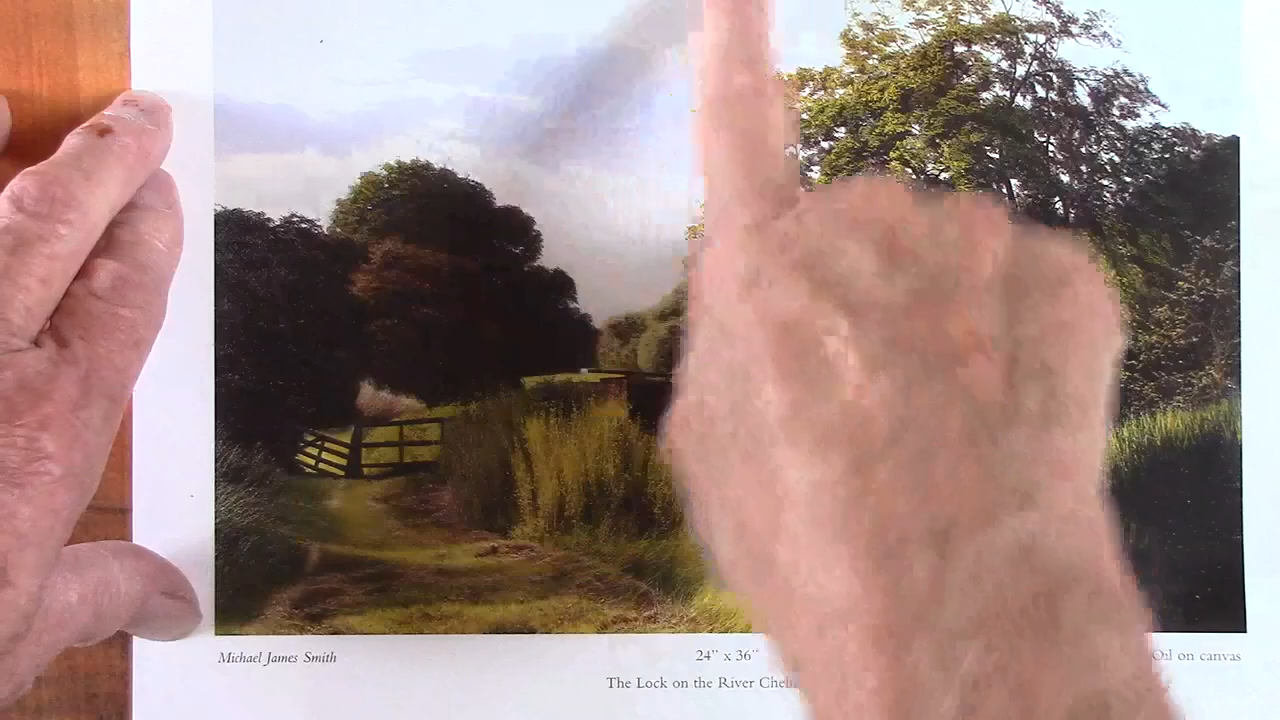 Michael James Smith
24" x 36"
Oil on canvas
The Lock on the River